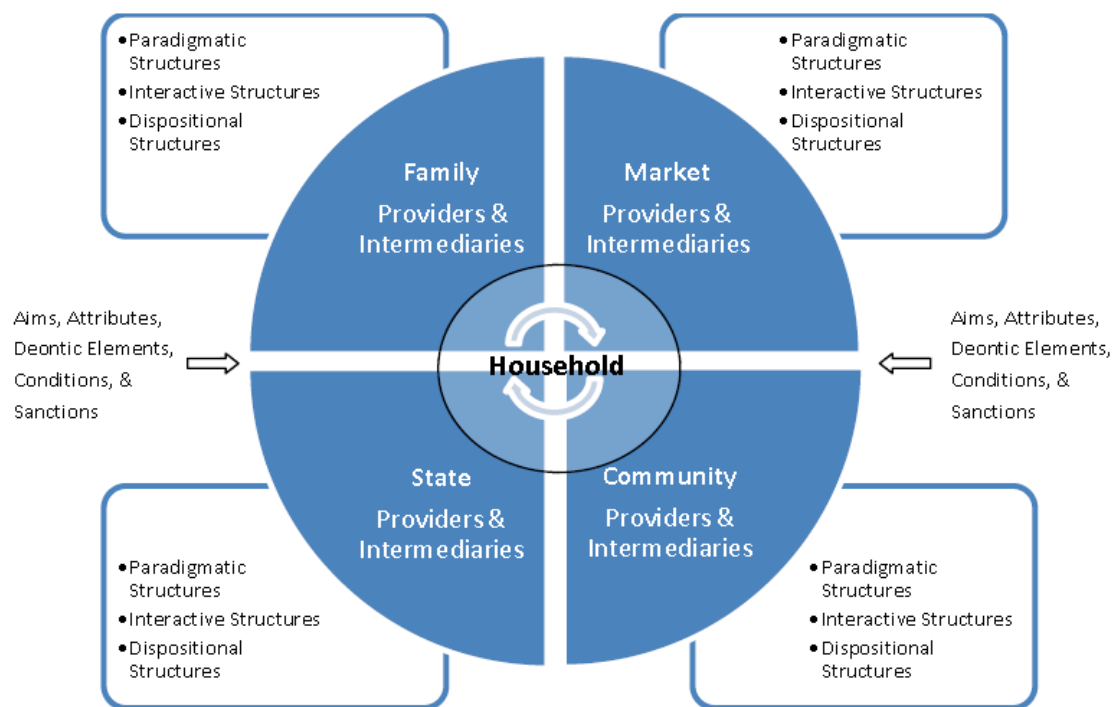 •Paradigmatic
Structures
•Interactive Structures
•Dispositional
Structures
•Paradigmatic
Structures
•Interactive Structures
•Dispositional
Structures
Family
Providers &
Intermediaries
Market
Providers &
Intermediaries
Aims, Attributes,
Deontic Elements,
Conditions, &
Sanctions
Household
Aims, Attributes,
Deontic Elements,
Conditions, &
Sanctions
State
Providers &
Intermediaries
Community
Providers &
Intermediaries
•Paradigmatic
Structures
•Interactive Structures
•Dispositional
Structures
•Paradigmatic
Structures
•Interactive Structures
•Dispositional
Structures